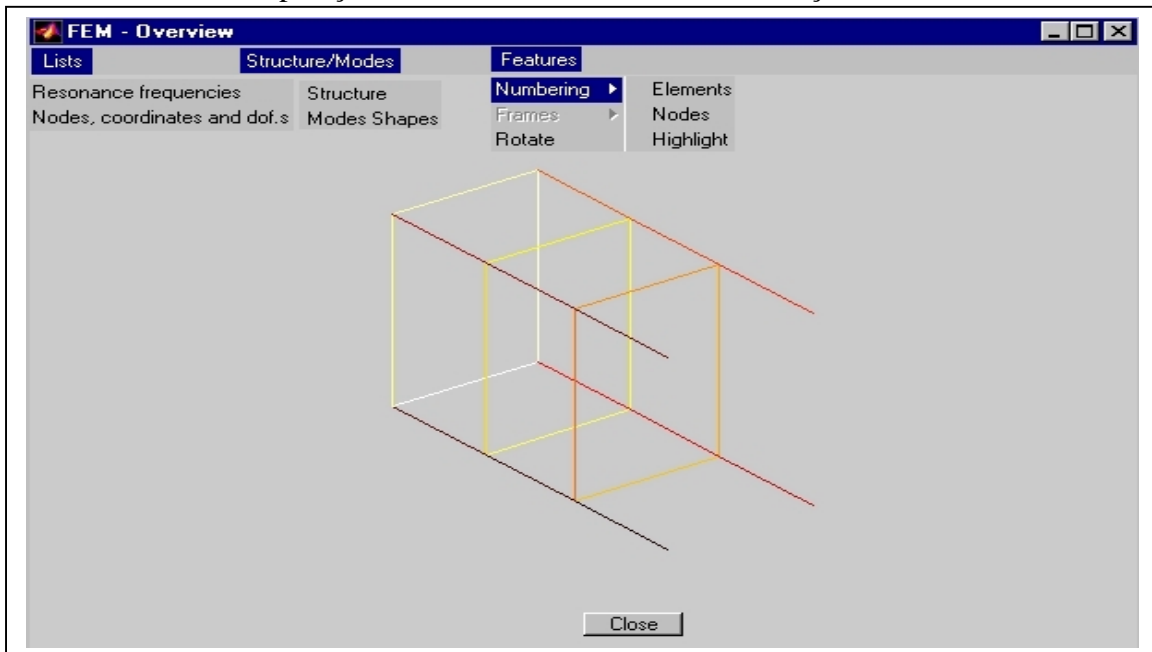 FEM - Overview
Lists Structure/Modes Features
Resonance frequencies Structure Numbering Elements
Nodes, coordinates and dof.s Modes Shapes Frames Nodes
Rotate Highlight
Close